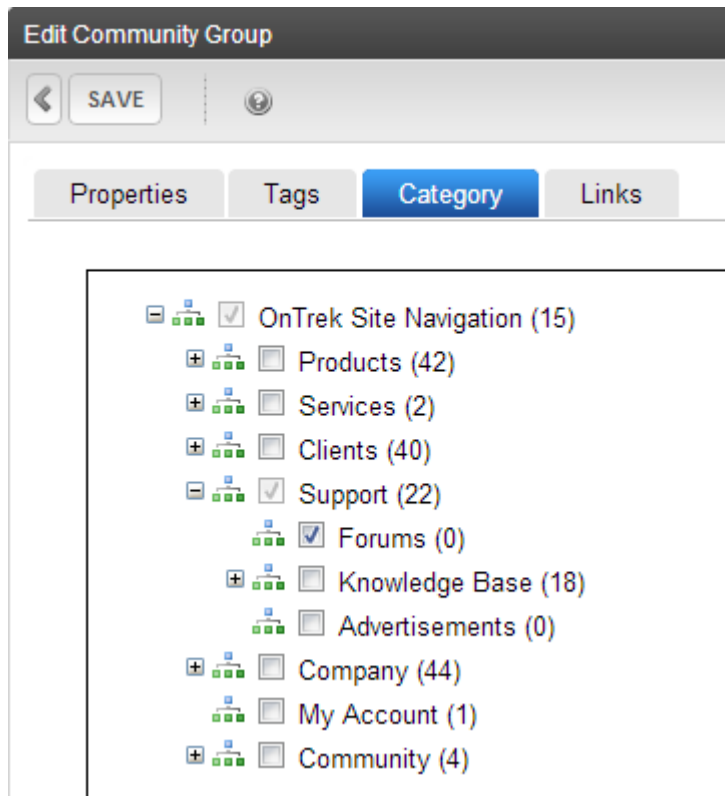 Edit Community Group
SAVE
Properties Tags Category Links
OnTrek Site Navigation (15)
Products (42)
Services (2)
Clients (40)
Support (22)
Forums (0)
Knowledge Base (18)
Advertisements (0)
Company (44)
My Account (1)
Community (4)